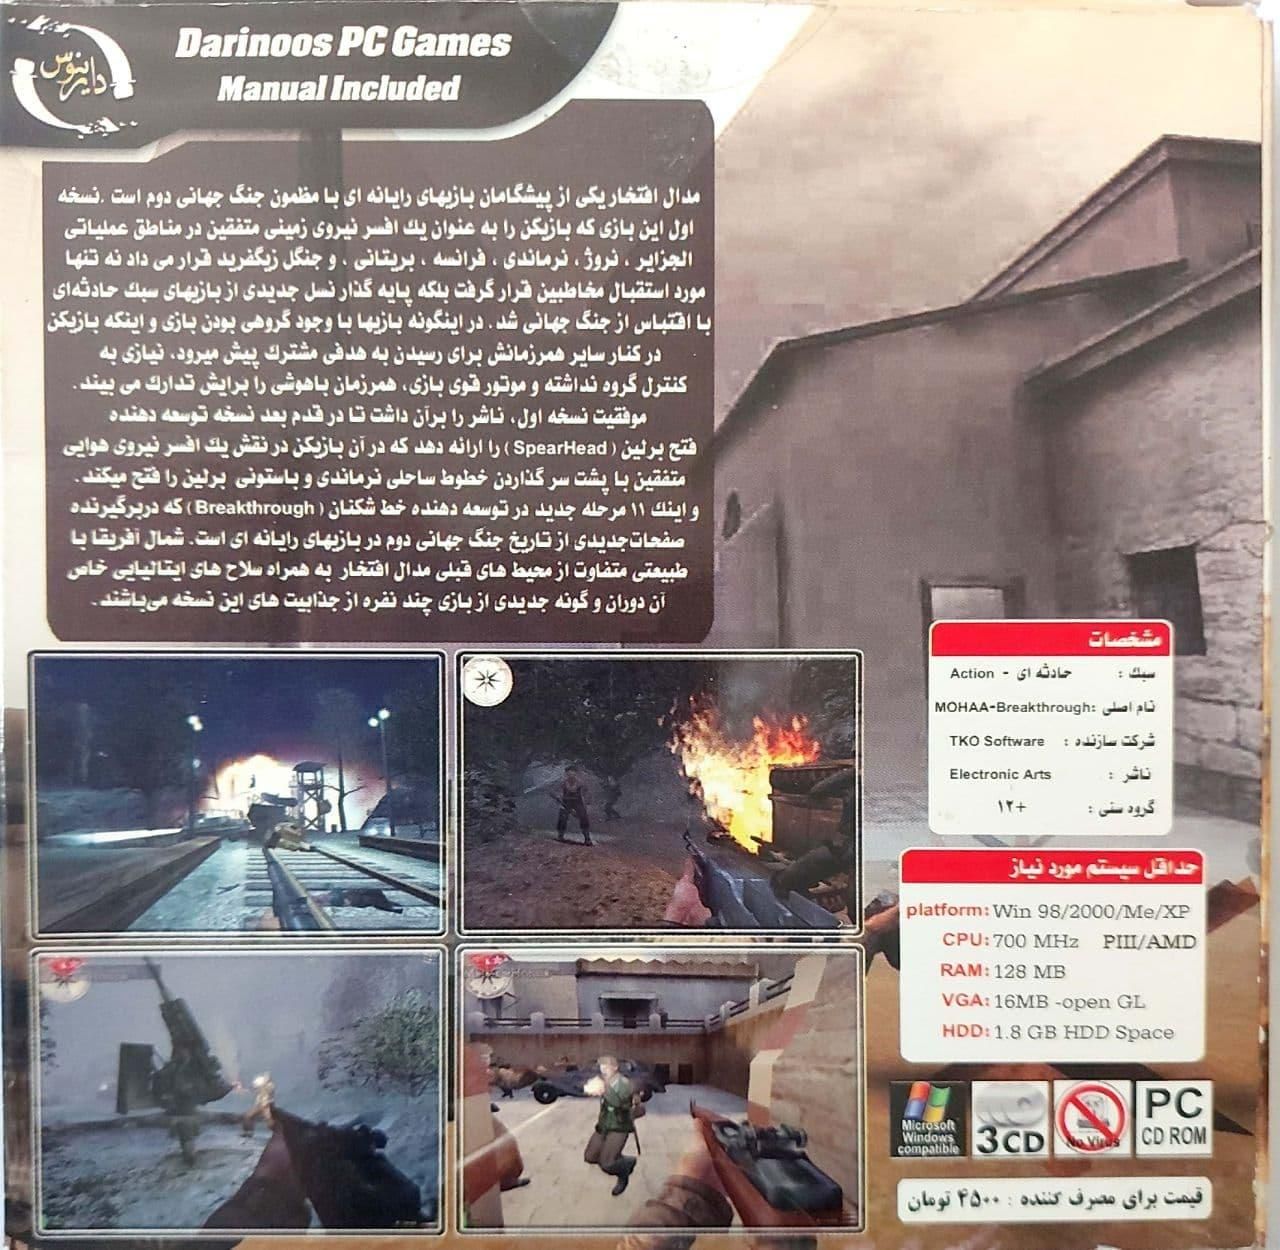 دارینوس
Darinoos PC Games
Manual Included
مدال افتخار یکی از پیشگامان بازیهای رایانه ای با مظمون جنگ جهانی دوم است .نسخه
اول این بازی که بازیکن را به عنوان یك افسر نیروی زمینی متفقین در مناطق عملیاتی
الجزایر ، نروژ ، نرماندی ، فرانسه ، بریتانی ، و جنگل زیگفرید قرار می داد نه تنها
مورد استقبال مخاطبین قرار گرفت بلکه پایه گذار نسل جدیدی از بازیهای سبك حادثه‌ای
با اقتباس از جنگ جهانی شد. در اینگونه بازیها با وجود گروهی بودن بازی و اینکه بازیکن
در کنار سایر همرزمانش برای رسیدن به هدفی مشترك پیش میرود، نیازی به
کنترل گروه نداشته و موتور قوی بازی، همرزمان باهوشی را برایش تدارك می بیند.
موفقیت نسخه اول، ناشر را برآن داشت تا در قدم بعد نسخه توسعه دهنده
فتح برلین (SpearHead) را ارائه دهد که در آن بازیکن در نقش یك افسر نیروی هوایی
متفقین با پشت سر گذاردن خطوط ساحلی نرماندی و باستونی برلین را فتح میکند.
و اینك ۱۱ مرحله جدید در توسعه دهنده خط شکنان (Breakthrough) که دربرگیرنده
صفحات جدیدی از تاریخ جنگ جهانی دوم در بازیهای رایانه ای است. شمال آفریقا با
طبیعتی متفاوت از محیط های قبلی مدال افتخار به همراه سلاح های ایتالیایی خاص
آن دوران و گونه جدیدی از بازی چند نفره از جذابیت های این نسخه می‌باشند.
مشخصات
سبك : حادثه ای - Action
نام اصلی :MOHAA-Breakthrough
شرکت سازنده : TKO Software
ناشر : Electronic Arts
گروه سنی : +۱۲
حداقل سیستم مورد نیاز
platform: Win 98/2000/Me/XP
CPU: 700 MHz PIII/AMD
RAM: 128 MB
VGA: 16MB -open GL
HDD: 1.8 GB HDD Space
Microsoft
Windows
compatible
3CD
No Virus
PC
CD ROM
قیمت برای مصرف کننده : ۴۵۰۰ تومان